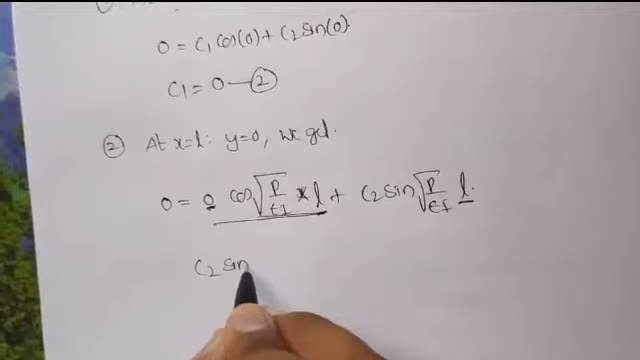 0 = C₁ cos(0) + C₂ sin(0)
C₁ = 0 — ②
② At x=l: y=0, we get.
0 = 0 cos√(P/EI) × l + C₂ sin√(P/EI) l.
C₂ sin